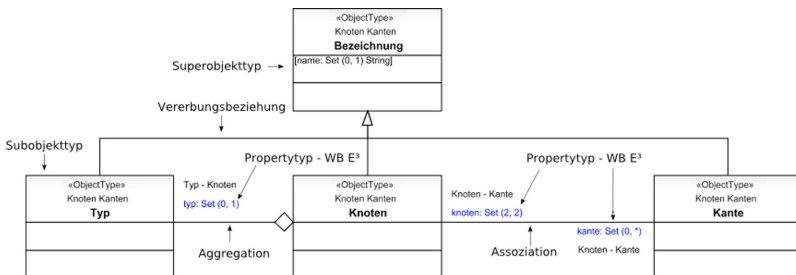 «ObjectType»
Knoten Kanten
Bezeichnung
[name: Set (0, 1) String]
Superobjekttyp
Vererbungsbeziehung
Subobjekttyp
Propertytyp - WB E³
Propertytyp - WB E³
«ObjectType»
Knoten Kanten
Typ
Typ - Knoten
typ: Set (0, 1)
Aggregation
«ObjectType»
Knoten Kanten
Knoten
Knoten - Kante
knoten: Set (2, 2)
Assoziation
kante: Set (0, *)
Knoten - Kante
«ObjectType»
Knoten Kanten
Kante